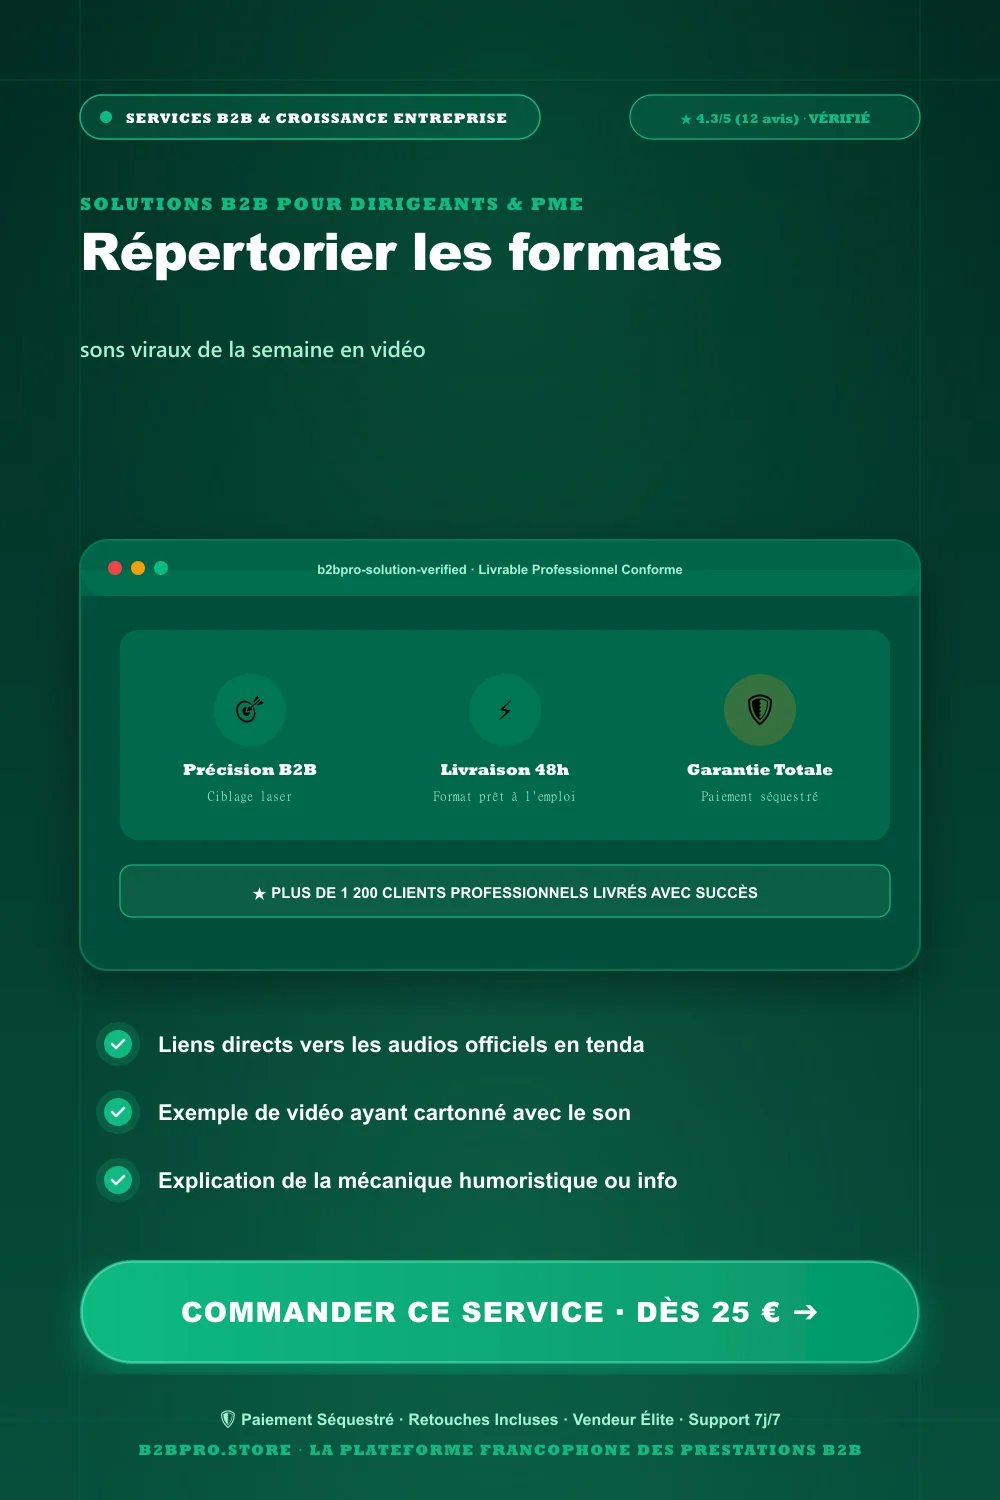 SERVICES B2B & CROISSANCE ENTREPRISE
★ 4.3/5 (12 avis) · VÉRIFIÉ
SOLUTIONS B2B POUR DIRIGEANTS & PME
Répertorier les formats
sons viraux de la semaine en vidéo
b2bpro-solution-verified · Livrable Professionnel Conforme
Précision B2B
Ciblage laser
Livraison 48h
Format prêt à l'emploi
Garantie Totale
Paiement séquestré
★ PLUS DE 1 200 CLIENTS PROFESSIONNELS LIVRÉS AVEC SUCCÈS
Liens directs vers les audios officiels en tenda
Exemple de vidéo ayant cartonné avec le son
Explication de la mécanique humoristique ou info
COMMANDER CE SERVICE · DÈS 25 € →
Paiement Séquestré · Retouches Incluses · Vendeur Élite · Support 7j/7
B2BPRO.STORE · LA PLATEFORME FRANCOPHONE DES PRESTATIONS B2B